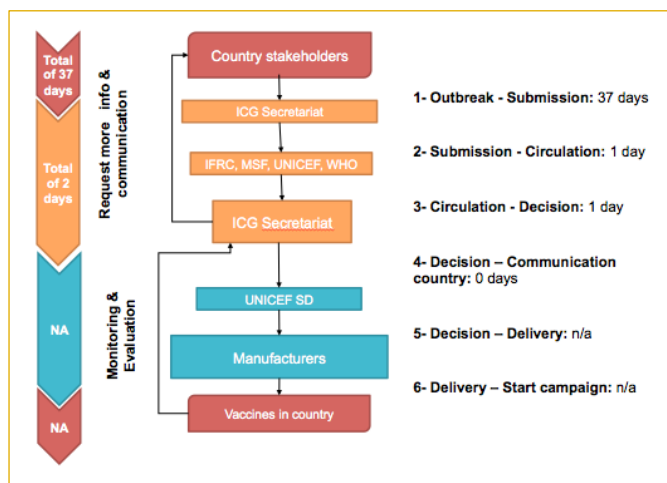 Total
of 37
days
Total
of 2
days
NA
NA
Request more info &
communication
Monitoring &
Evaluation
Country stakeholders
ICG Secretariat
IFRC, MSF, UNICEF, WHO
ICG Secretariat
UNICEF SD
Manufacturers
Vaccines in country
1- Outbreak - Submission: 37 days
2- Submission - Circulation: 1 day
3- Circulation - Decision: 1 day
4- Decision – Communication
country: 0 days
5- Decision – Delivery: n/a
6- Delivery – Start campaign: n/a